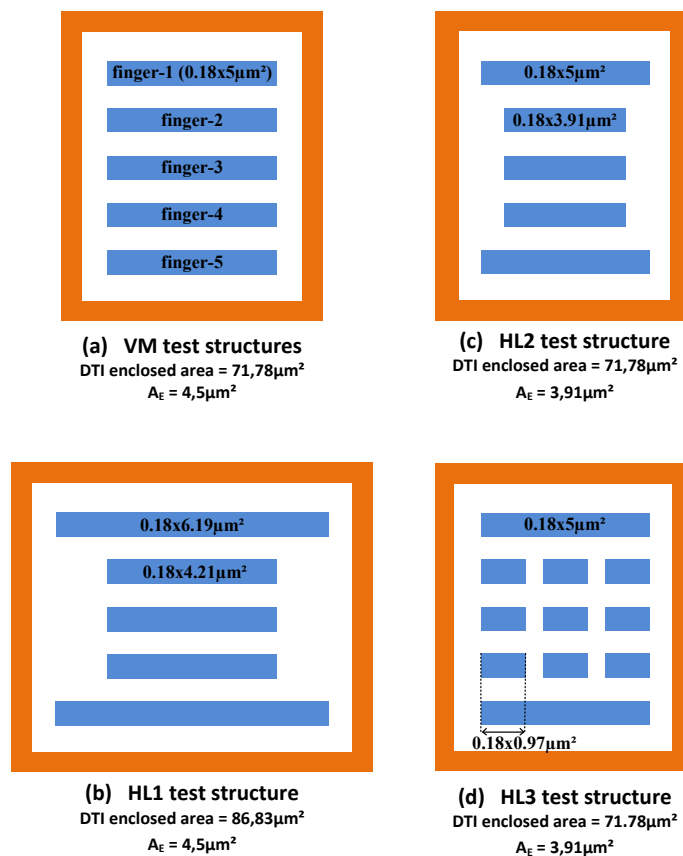 finger-1 (0.18x5µm²)
finger-2
finger-3
finger-4
finger-5
(a) VM test structures
DTI enclosed area = 71,78µm²
A_E = 4,5µm²
0.18x5µm²
0.18x3.91µm²
(c) HL2 test structure
DTI enclosed area = 71,78µm²
A_E = 3,91µm²
0.18x6.19µm²
0.18x4.21µm²
(b) HL1 test structure
DTI enclosed area = 86,83µm²
A_E = 4,5µm²
0.18x5µm²
0.18x0.97µm²
(d) HL3 test structure
DTI enclosed area = 71.78µm²
A_E = 3,91µm²